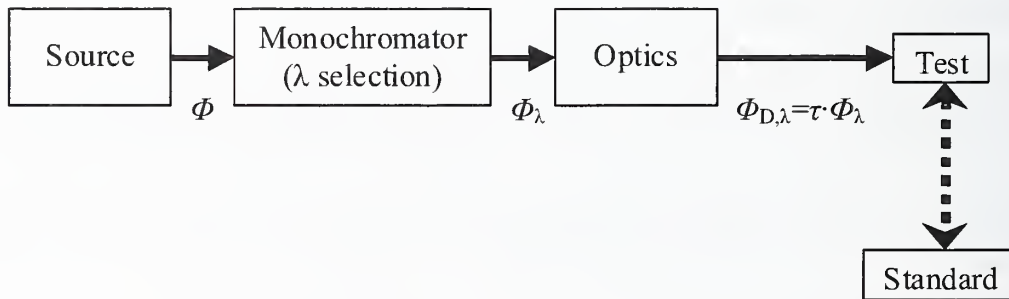 Source
Monochromator
(λ selection)
Optics
Test
Φ
Φλ
ΦD,λ=τ·Φλ
Standard